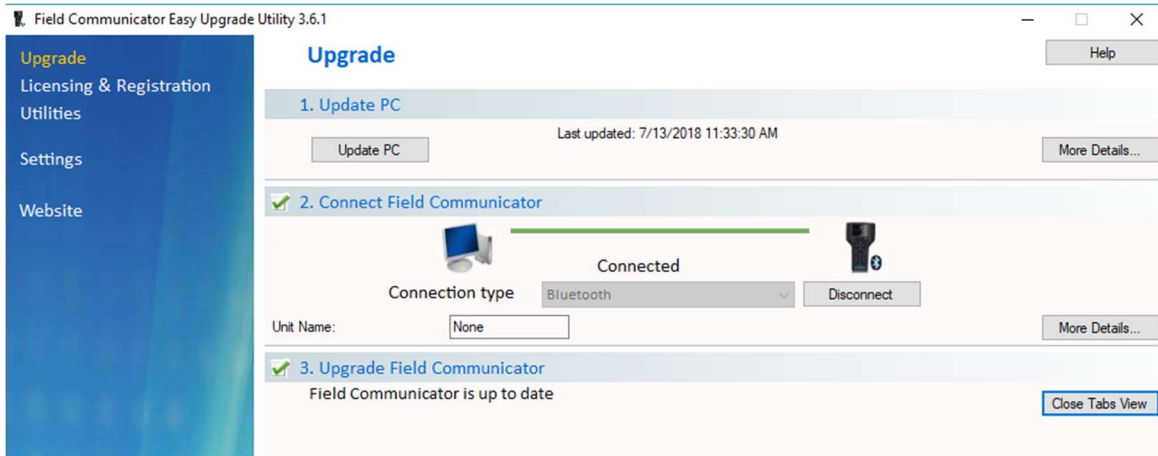 Field Communicator Easy Upgrade Utility 3.6.1
Upgrade
Licensing & Registration
Utilities
Settings
Website
Upgrade
Help
1. Update PC
Update PC
Last updated: 7/13/2018 11:33:30 AM
More Details...
2. Connect Field Communicator
Connected
Connection type
Bluetooth
Disconnect
Unit Name:
None
More Details...
3. Upgrade Field Communicator
Field Communicator is up to date
Close Tabs View